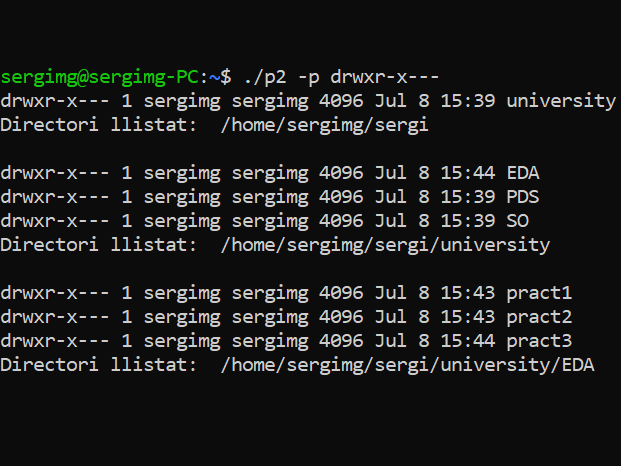 sergimg@sergimg-PC:~$ ./p2 -p drwxr-x---
drwxr-x--- 1 sergimg sergimg 4096 Jul 8 15:39 university
Directori llistat:  /home/sergimg/sergi

drwxr-x--- 1 sergimg sergimg 4096 Jul 8 15:44 EDA
drwxr-x--- 1 sergimg sergimg 4096 Jul 8 15:39 PDS
drwxr-x--- 1 sergimg sergimg 4096 Jul 8 15:39 SO
Directori llistat:  /home/sergimg/sergi/university

drwxr-x--- 1 sergimg sergimg 4096 Jul 8 15:43 pract1
drwxr-x--- 1 sergimg sergimg 4096 Jul 8 15:43 pract2
drwxr-x--- 1 sergimg sergimg 4096 Jul 8 15:44 pract3
Directori llistat:  /home/sergimg/sergi/university/EDA